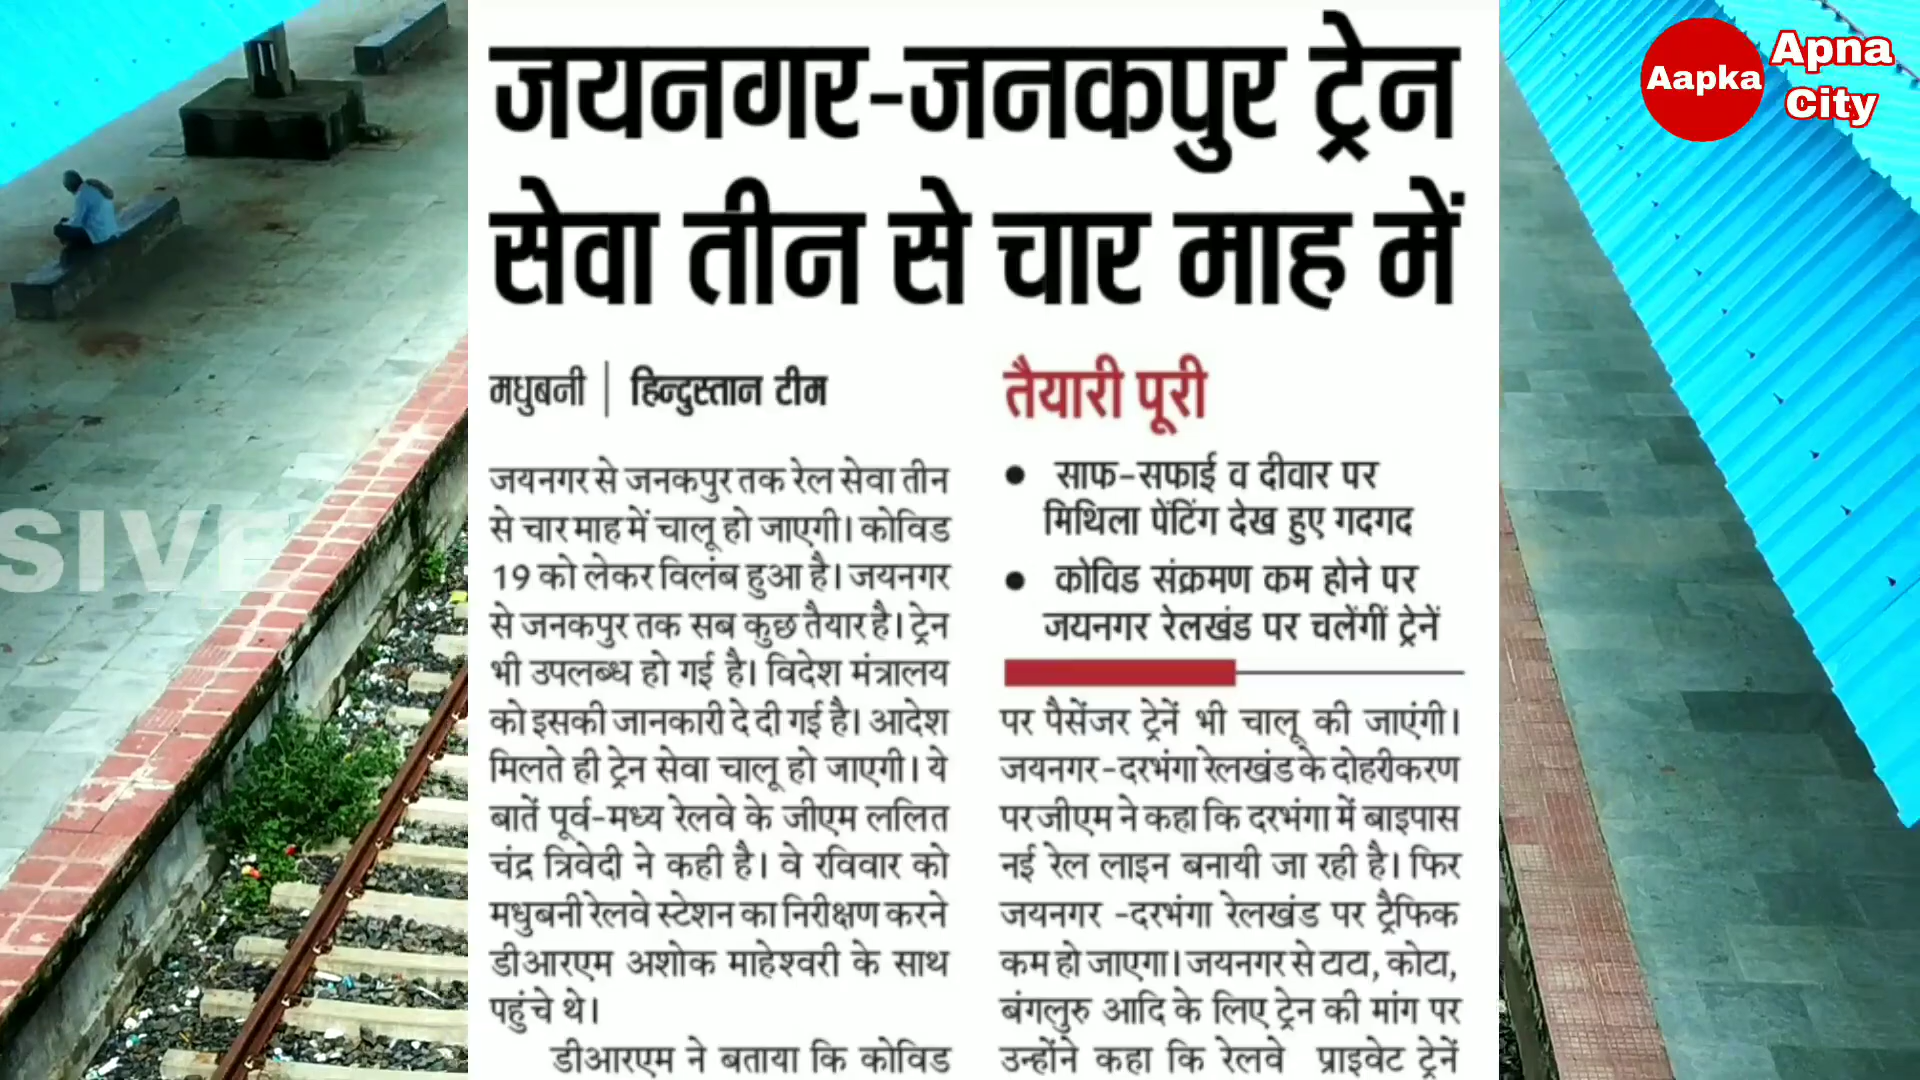 जयनगर-जनकपुर ट्रेन
सेवा तीन से चार माह में
मधुबनी | हिन्दुस्तान टीम
जयनगर से जनकपुर तक रेल सेवा तीन
से चार माह में चालू हो जाएगी। कोविड
19 को लेकर विलंब हुआ है। जयनगर
से जनकपुर तक सब कुछ तैयार है। ट्रेन
भी उपलब्ध हो गई है। विदेश मंत्रालय
को इसकी जानकारी दे दी गई है। आदेश
मिलते ही ट्रेन सेवा चालू हो जाएगी। ये
बातें पूर्व-मध्य रेलवे के जीएम ललित
चंद्र त्रिवेदी ने कही है। वे रविवार को
मधुबनी रेलवे स्टेशन का निरीक्षण करने
डीआरएम अशोक माहेश्वरी के साथ
पहुंचे थे।
डीआरएम ने बताया कि कोविड
तैयारी पूरी
● साफ-सफाई व दीवार पर
मिथिला पेंटिंग देख हुए गदगद
● कोविड संक्रमण कम होने पर
जयनगर रेलखंड पर चलेंगीं ट्रेनें
पर पैसेंजर ट्रेनें भी चालू की जाएंगी।
जयनगर-दरभंगा रेलखंड के दोहरीकरण
पर जीएम ने कहा कि दरभंगा में बाइपास
नई रेल लाइन बनायी जा रही है। फिर
जयनगर -दरभंगा रेलखंड पर ट्रैफिक
कम हो जाएगा। जयनगर से टाटा, कोटा,
बंगलुरु आदि के लिए ट्रेन की मांग पर
उन्होंने कहा कि रेलवे प्राइवेट ट्रेनें
Aapka
Apna
City
SIVE